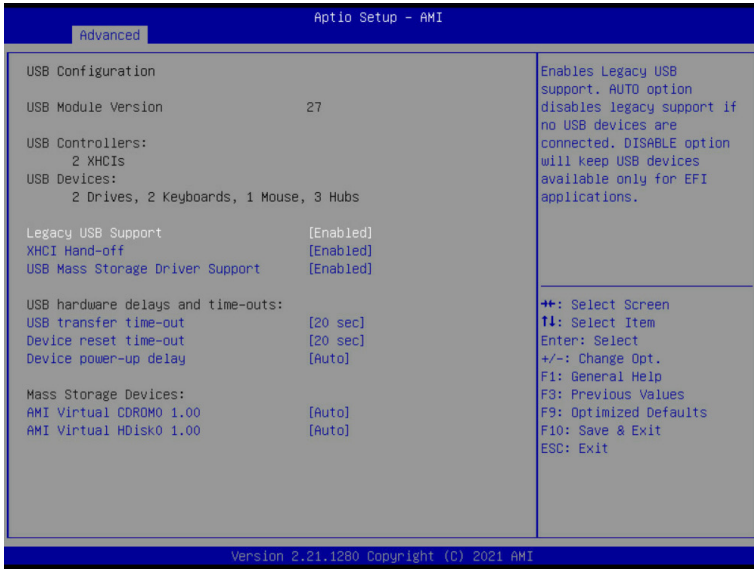 Aptio Setup – AMI
Advanced
USB Configuration
USB Module Version 27
USB Controllers:
2 XHCIs
USB Devices:
2 Drives, 2 Keyboards, 1 Mouse, 3 Hubs
Legacy USB Support [Enabled]
XHCI Hand-off [Enabled]
USB Mass Storage Driver Support [Enabled]
USB hardware delays and time-outs:
USB transfer time-out [20 sec]
Device reset time-out [20 sec]
Device power-up delay [Auto]
Mass Storage Devices:
AMI Virtual CDROM0 1.00 [Auto]
AMI Virtual HDisk0 1.00 [Auto]
Enables Legacy USB
support. AUTO option
disables legacy support if
no USB devices are
connected. DISABLE option
will keep USB devices
available only for EFI
applications.
→←: Select Screen
↑↓: Select Item
Enter: Select
+/-: Change Opt.
F1: General Help
F3: Previous Values
F9: Optimized Defaults
F10: Save & Exit
ESC: Exit
Version 2.21.1280 Copyright (C) 2021 AMI